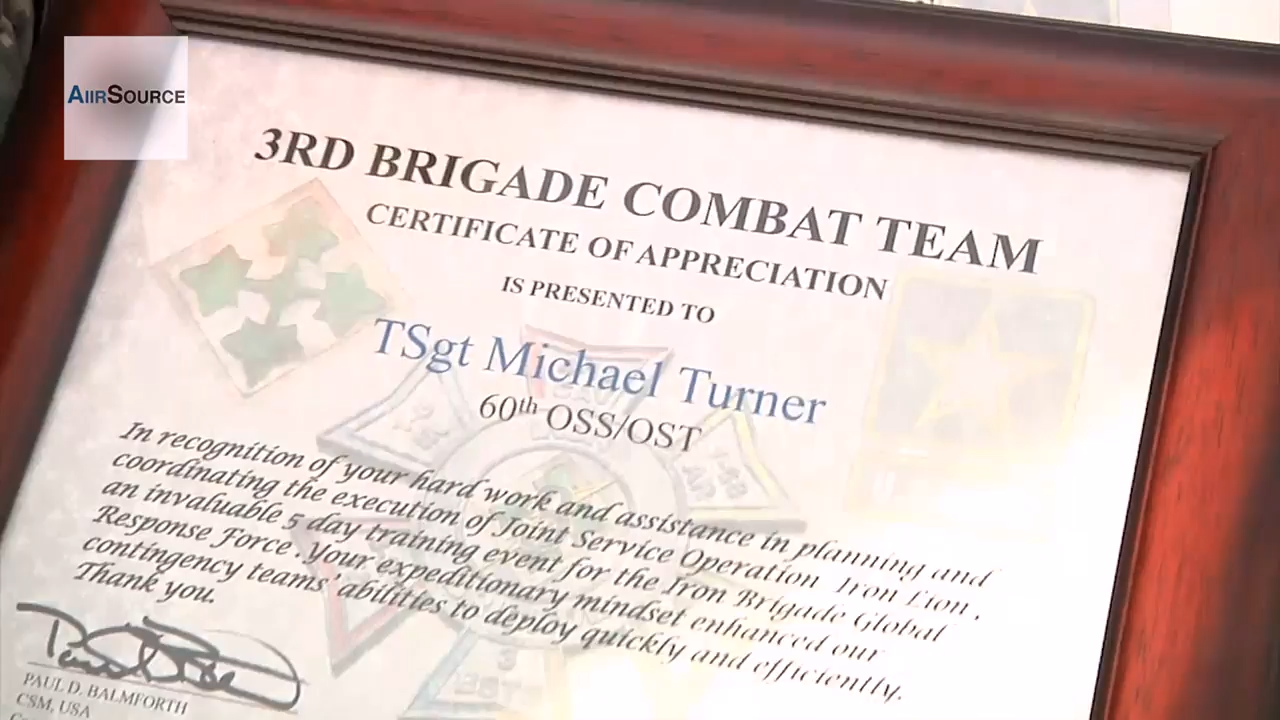 AIIRSOURCE
3RD BRIGADE COMBAT TEAM
CERTIFICATE OF APPRECIATION
IS PRESENTED TO
TSgt Michael Turner
60th OSS/OST
In recognition of your hard work and assistance in planning and
coordinating the execution of Joint Service Operation Iron Lion,
an invaluable 5 day training event for the Iron Brigade Global
Response Force. Your expeditionary mindset enhanced our
contingency teams' abilities to deploy quickly and efficiently.
Thank you.
PAUL D. BALMFORTH
CSM, USA